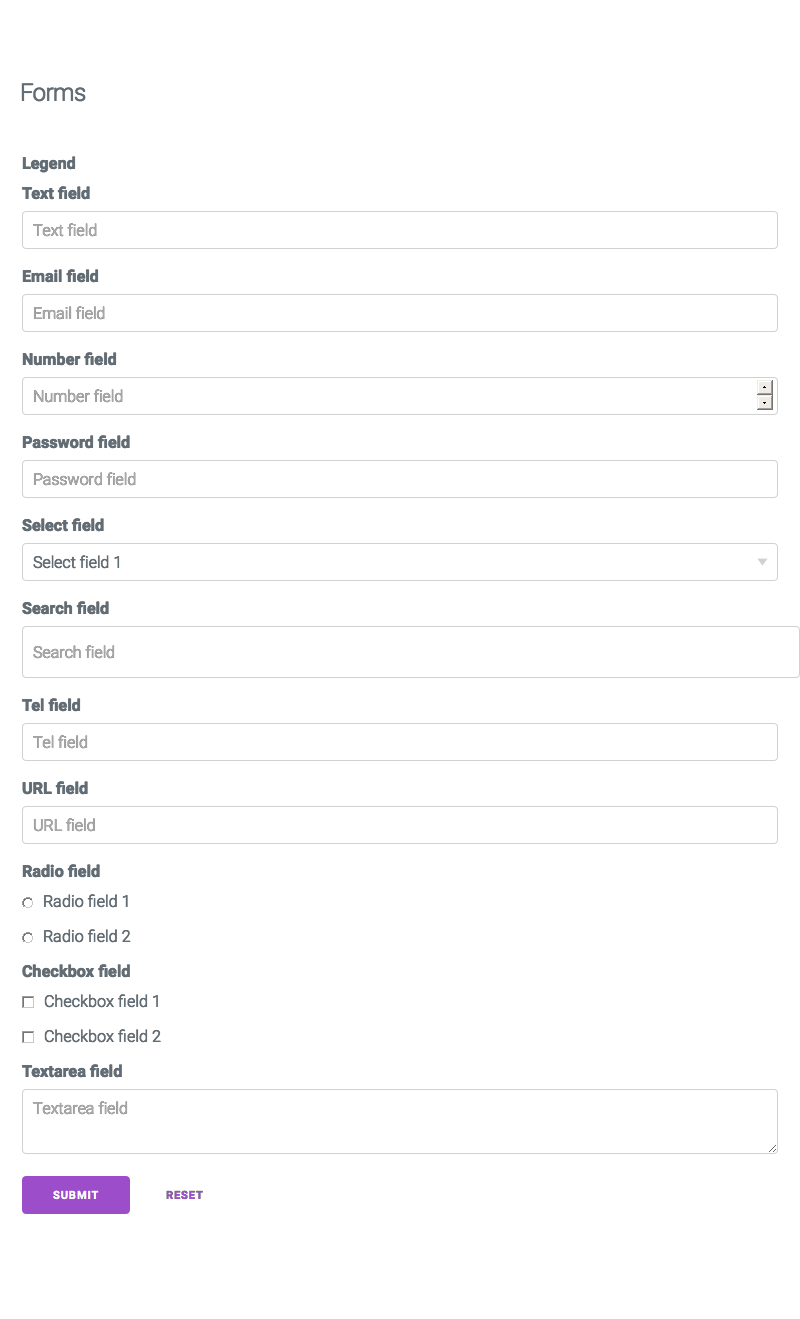 Forms
Legend
Text field
Text field
Email field
Email field
Number field
Number field
Password field
Password field
Select field
Select field 1
Search field
Search field
Tel field
Tel field
URL field
URL field
Radio field
Radio field 1
Radio field 2
Checkbox field
Checkbox field 1
Checkbox field 2
Textarea field
Textarea field
SUBMIT RESET